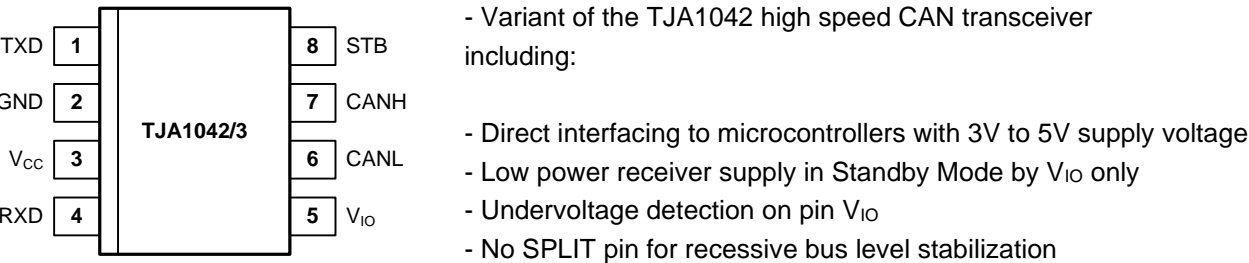 TXD 1
GND 2
VCC 3
RXD 4
TJA1042/3
8 STB
7 CANH
6 CANL
5 VIO
- Variant of the TJA1042 high speed CAN transceiver
including:
- Direct interfacing to microcontrollers with 3V to 5V supply voltage
- Low power receiver supply in Standby Mode by VIO only
- Undervoltage detection on pin VIO
- No SPLIT pin for recessive bus level stabilization